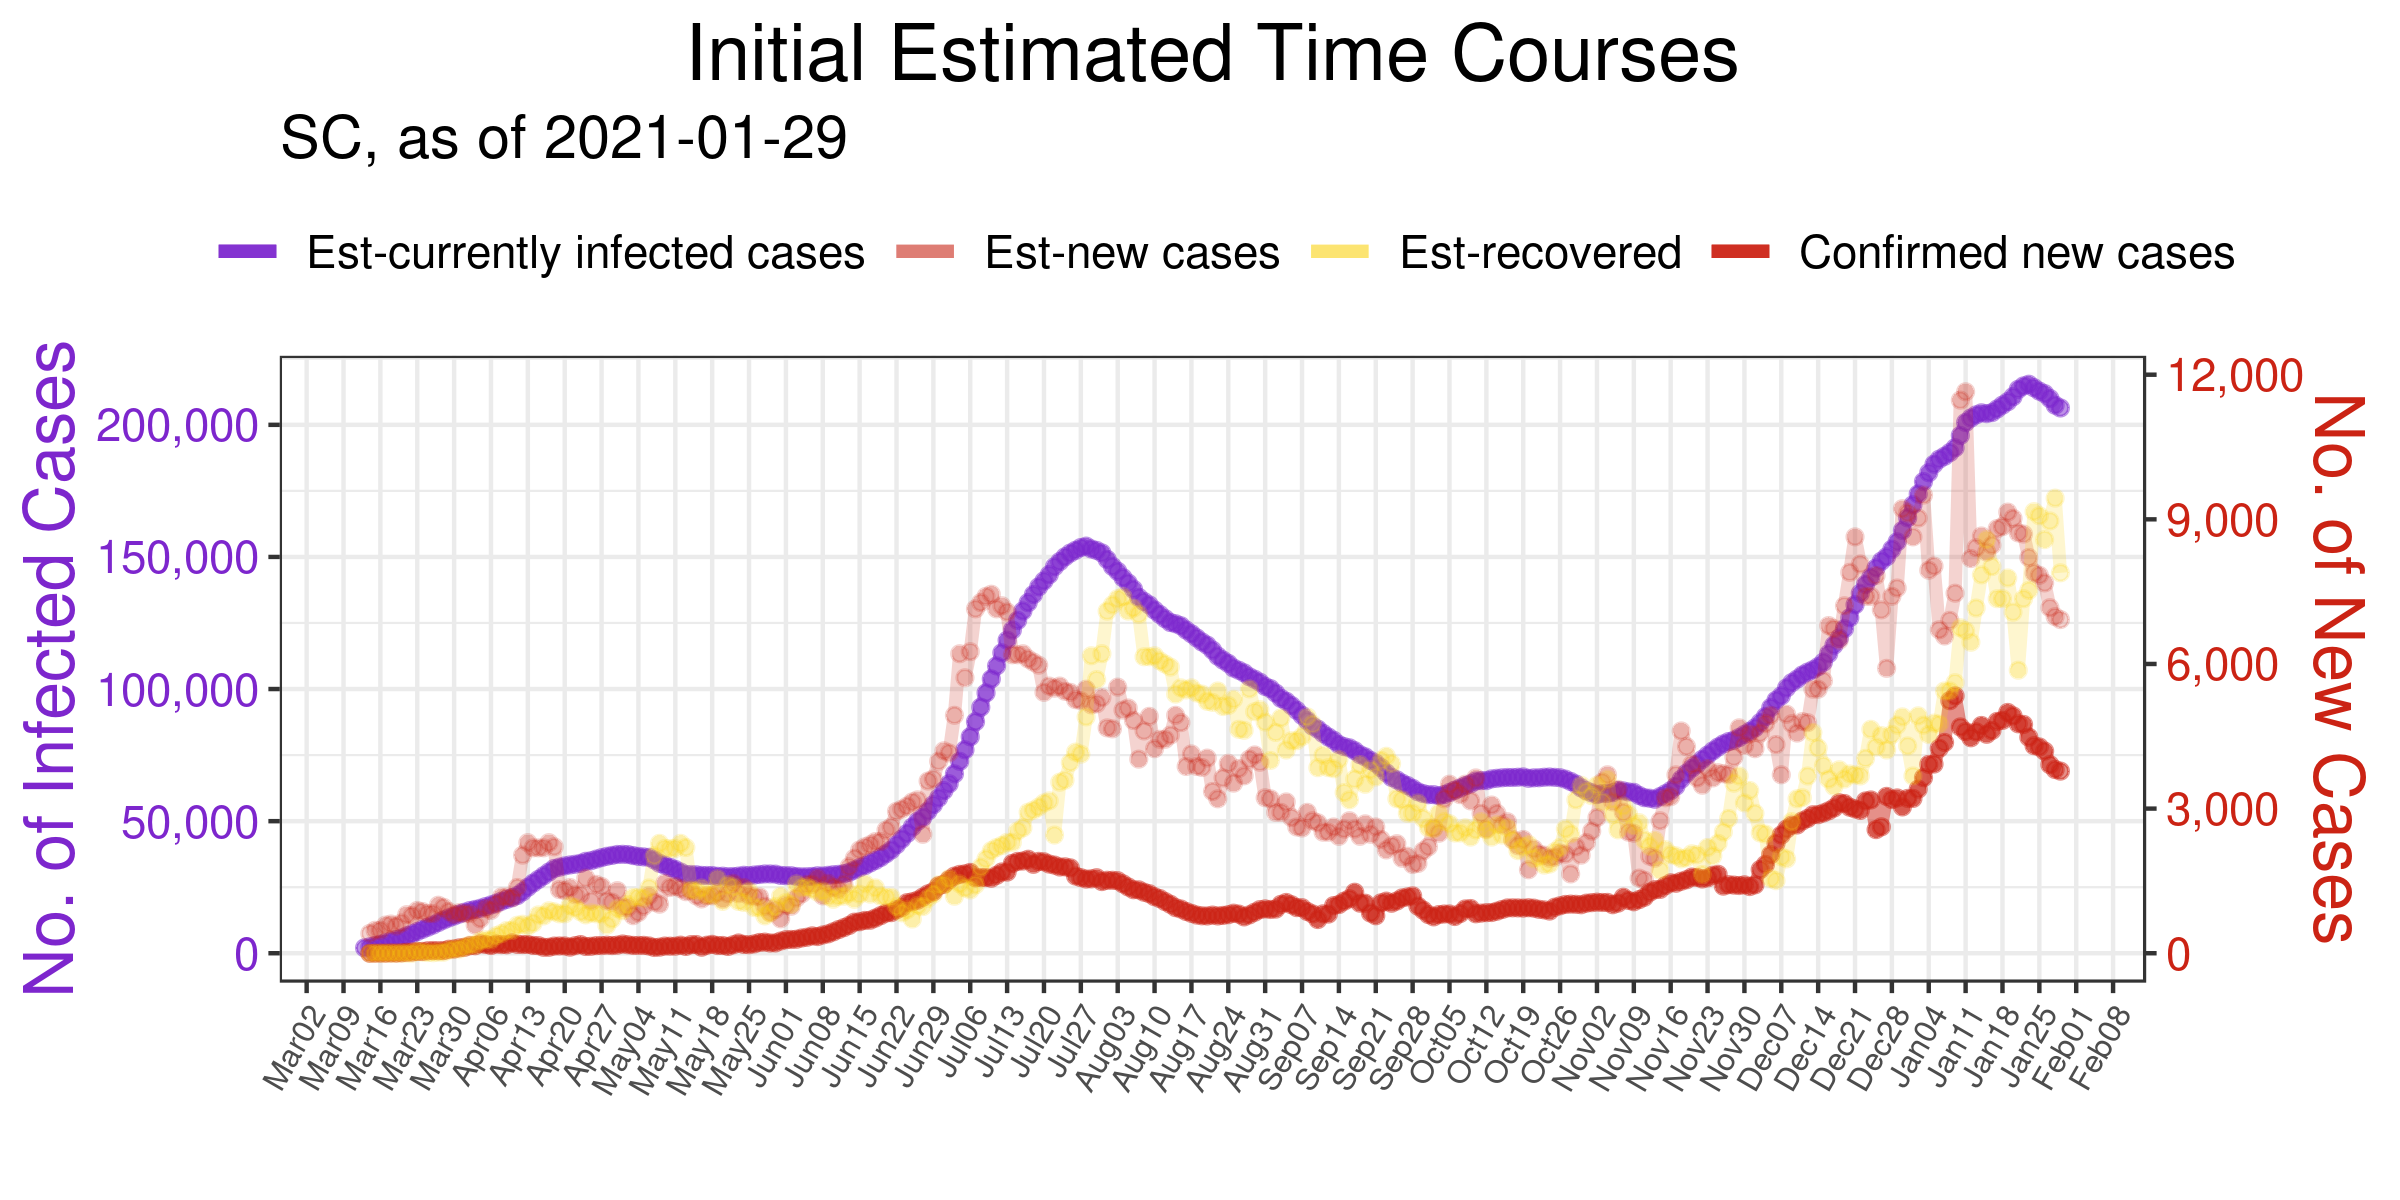 Initial Estimated Time Courses
SC, as of 2021-01-29
Est-currently infected cases Est-new cases Est-recovered Confirmed new cases
No. of Infected Cases
200,000
150,000
100,000
50,000
0
12,000
9,000
6,000
3,000
0
No. of New Cases
Mar02 Mar09 Mar16 Mar23 Mar30 Apr06 Apr13 Apr20 Apr27 May04 May11 May18 May25 Jun01 Jun08 Jun15 Jun22 Jun29 Jul06 Jul13 Jul20 Jul27 Aug03 Aug10 Aug17 Aug24 Aug31 Sep07 Sep14 Sep21 Sep28 Oct05 Oct12 Oct19 Oct26 Nov02 Nov09 Nov16 Nov23 Nov30 Dec07 Dec14 Dec21 Dec28 Jan04 Jan11 Jan18 Jan25 Feb01 Feb08